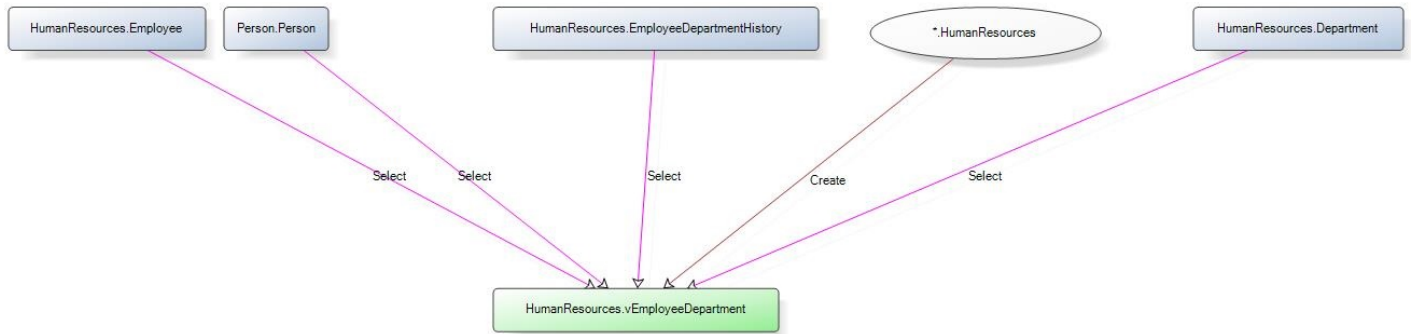 HumanResources.Employee
Person.Person
HumanResources.EmployeeDepartmentHistory
*.HumanResources
HumanResources.Department
Select
Select
Select
Create
Select
HumanResources.vEmployeeDepartment